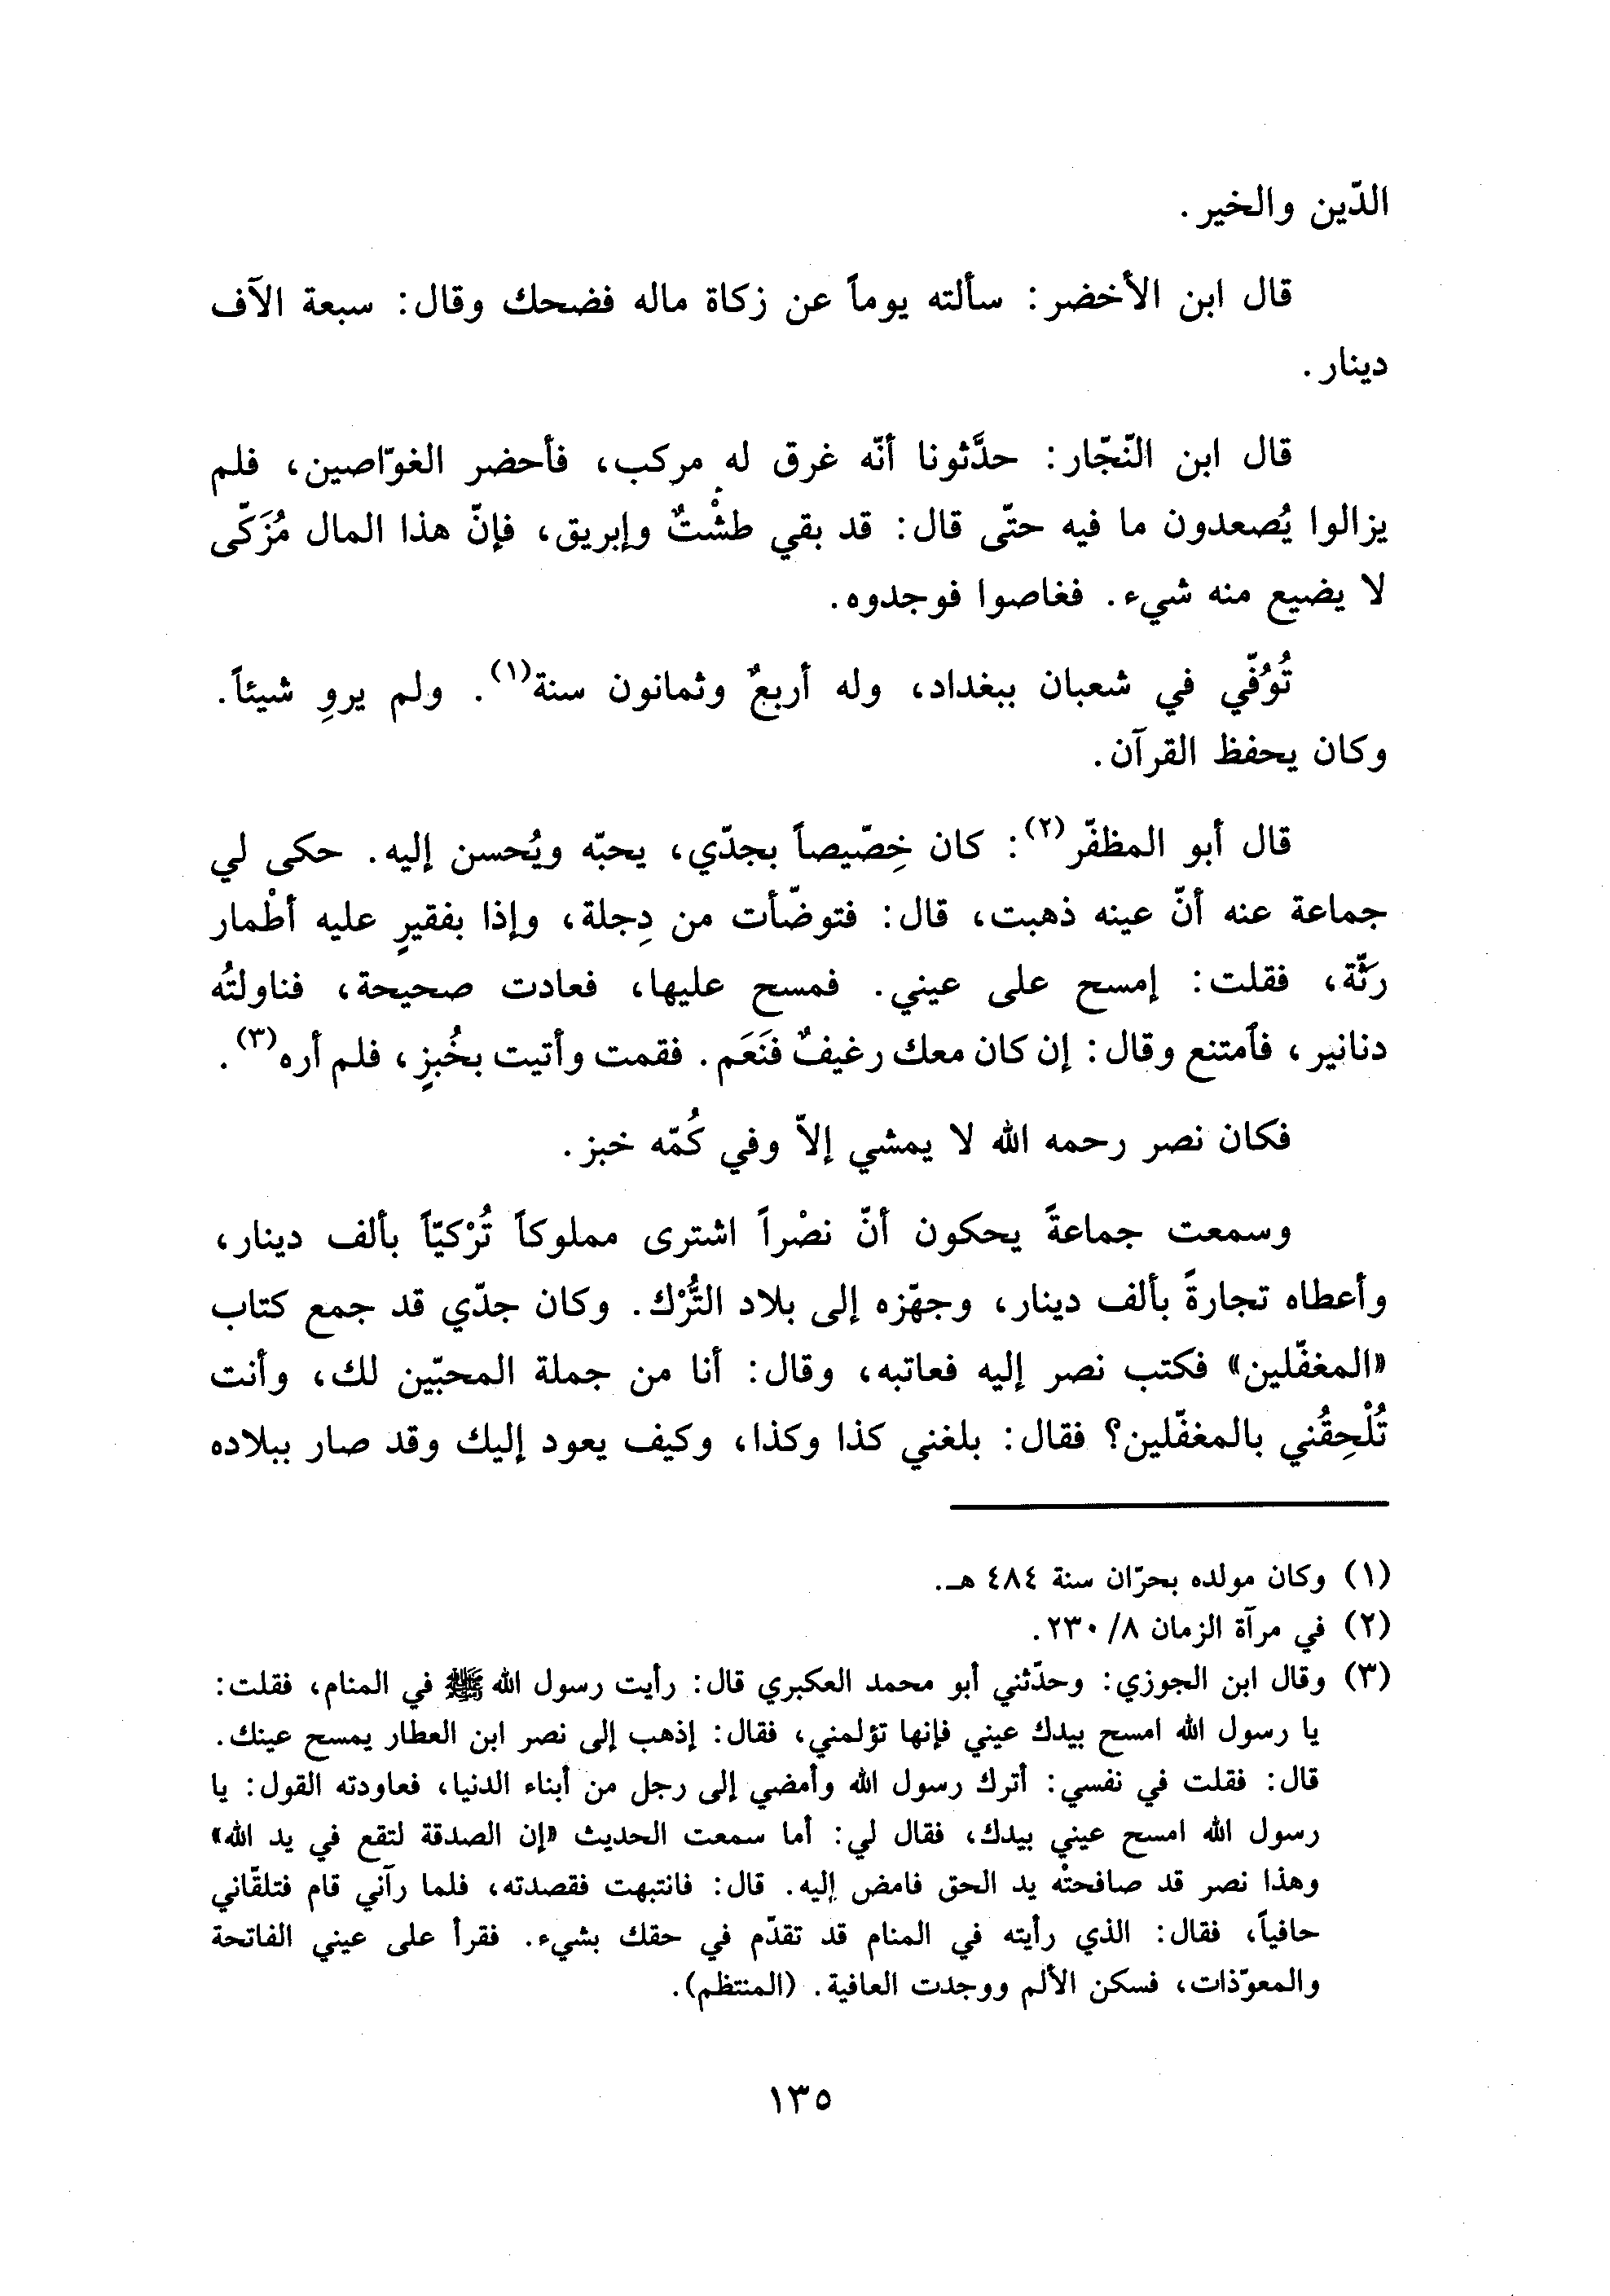 الدّين والخير.
قال ابن الأخضر: سألته يوماً عن زكاة ماله فضحك وقال: سبعة الآف
دينار.
قال ابن النّجّار: حدَّثونا أنّه غرق له مركب، فأحضر الغوّاصين، فلم
يزالوا يُصعدون ما فيه حتّى قال: قد بقي طشْتٌ وإبريق، فإنّ هذا المال مُزَكّى
لا يضيع منه شيء. فغاصوا فوجدوه.
تُوُفّي في شعبان ببغداد، وله أربعٌ وثمانون سنة(١). ولم يروِ شيئاً.
وكان يحفظ القرآن.
قال أبو المظفّر(٢): كان خِصّيصاً بجدّي، يحبّه ويُحسن إليه. حكى لي
جماعة عنه أنّ عينه ذهبت، قال: فتوضّأت من دِجلة، وإذا بفقيرٍ عليه أطْمار
رَثّة، فقلت: إمسح على عيني. فمسح عليها، فعادت صحيحة، فناولتُه
دنانير، فٱمتنع وقال: إن كان معك رغيفٌ فنَعَم. فقمت وأتيت بخُبزٍ، فلم أره(٣).
فكان نصر رحمه الله لا يمشي إلاّ وفي كُمّه خبز.
وسمعت جماعةً يحكون أنّ نصْراً اشترى مملوكاً تُرْكيّاً بألف دينار،
وأعطاه تجارةً بألف دينار، وجهّزه إلى بلاد التُّرْك. وكان جدّي قد جمع كتاب
«المغفّلين» فكتب نصر إليه فعاتبه، وقال: أنا من جملة المحبّين لك، وأنت
تُلْحِقُني بالمغفّلين؟ فقال: بلغني كذا وكذا، وكيف يعود إليك وقد صار ببلاده
(١) وكان مولده بحرّان سنة ٤٨٤ هـ.
(٢) في مرآة الزمان ٨/ ٢٣٠.
(٣) وقال ابن الجوزي: وحدّثني أبو محمد العكبري قال: رأيت رسول الله ﷺ في المنام، فقلت:
يا رسول الله امسح بيدك عيني فإنها تؤلمني، فقال: إذهب إلى نصر ابن العطار يمسح عينك.
قال: فقلت في نفسي: أترك رسول الله وأمضي إلى رجل من أبناء الدنيا، فعاودته القول: يا
رسول الله امسح عيني بيدك، فقال لي: أما سمعت الحديث «إن الصدقة لتقع في يد الله»
وهذا نصر قد صافحتْه يد الحق فامض إليه. قال: فانتبهت فقصدته، فلما رآني قام فتلقّاني
حافياً، فقال: الذي رأيته في المنام قد تقدّم في حقك بشيء. فقرأ على عيني الفاتحة
والمعوّذات، فسكن الألم ووجدت العافية. (المنتظم).
١٣٥